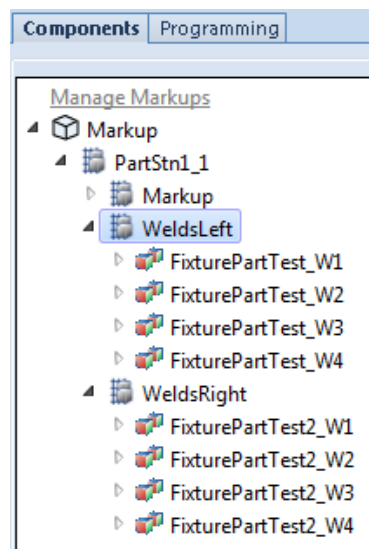 Components Programming
Manage Markups
Markup
PartStn1_1
Markup
WeldsLeft
FixturePartTest_W1
FixturePartTest_W2
FixturePartTest_W3
FixturePartTest_W4
WeldsRight
FixturePartTest2_W1
FixturePartTest2_W2
FixturePartTest2_W3
FixturePartTest2_W4